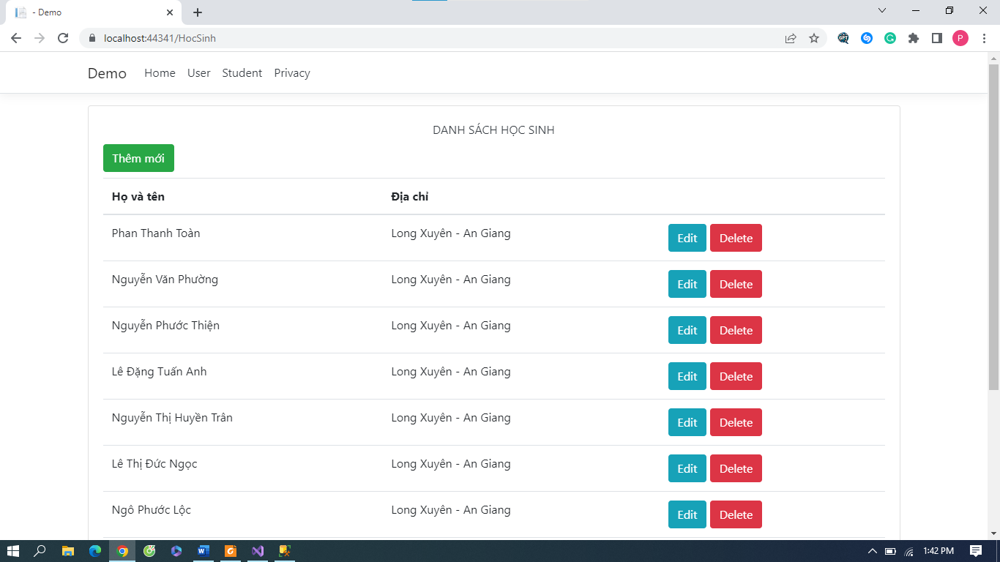 - Demo
localhost:44341/HocSinh
P
Demo Home User Student Privacy
DANH SÁCH HỌC SINH
Thêm mới
Họ và tên Địa chỉ
Phan Thanh Toàn Long Xuyên - An Giang Edit Delete
Nguyễn Văn Phường Long Xuyên - An Giang Edit Delete
Nguyễn Phước Thiện Long Xuyên - An Giang Edit Delete
Lê Đặng Tuấn Anh Long Xuyên - An Giang Edit Delete
Nguyễn Thị Huyền Trân Long Xuyên - An Giang Edit Delete
Lê Thị Đức Ngọc Long Xuyên - An Giang Edit Delete
Ngô Phước Lộc Long Xuyên - An Giang Edit Delete
1:42 PM